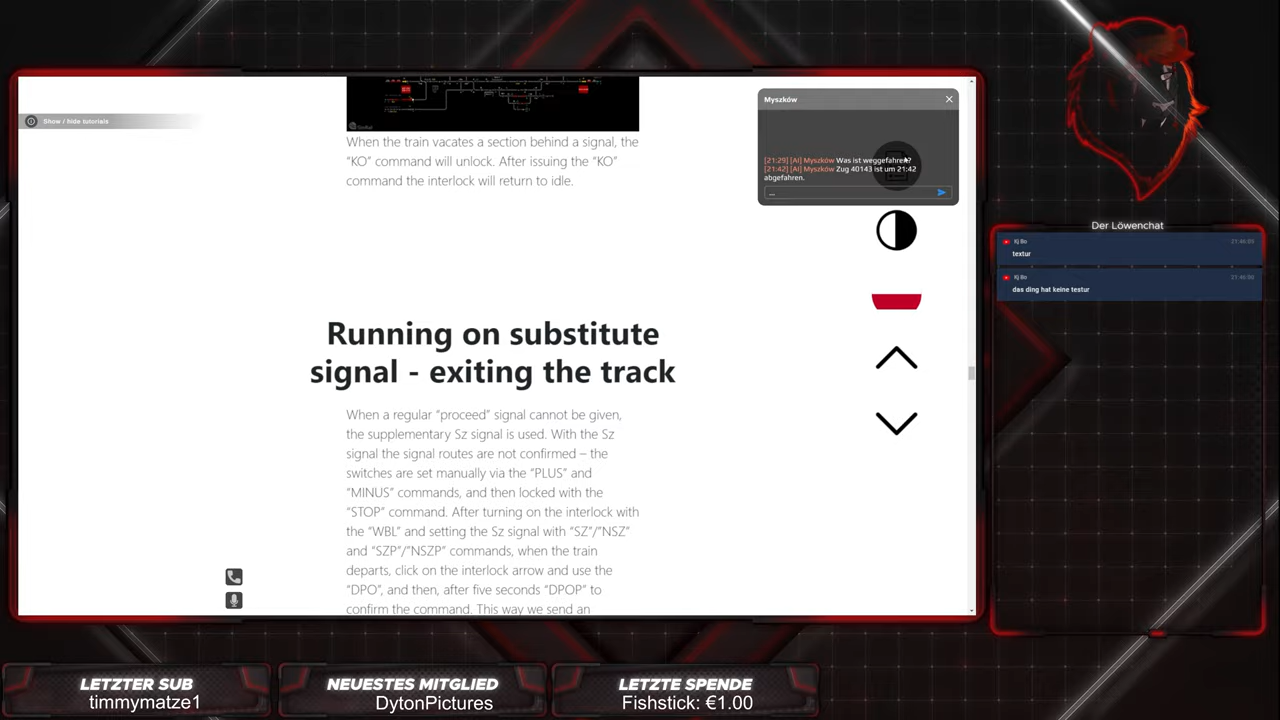 Show / hide tutorials
When the train vacates a section behind a signal, the
“KO” command will unlock. After issuing the “KO”
command the interlock will return to idle.
Running on substitute
signal - exiting the track
When a regular “proceed” signal cannot be given,
the supplementary Sz signal is used. With the Sz
signal the signal routes are not confirmed – the
switches are set manually via the “PLUS” and
“MINUS” commands, and then locked with the
“STOP” command. After turning on the interlock with
the “WBL” and setting the Sz signal with “SZ”/”NSZ”
and “SZP”/”NSZP” commands, when the train
departs, click on the interlock arrow and use the
“DPO”, and then, after five seconds “DPOP” to
confirm the command. This way we send an
Myszków
[21:29] [AI] Myszków Was ist weggefahren?
[21:42] [AI] Myszków Zug 40143 ist um 21:42
abgefahren.
...
Der Löwenchat
Kj Bo
textur
Kj Bo
das ding hat keine testur
LETZTER SUB
timmymatze1
NEUESTES MITGLIED
DytonPictures
LETZTE SPENDE
Fishstick: €1.00